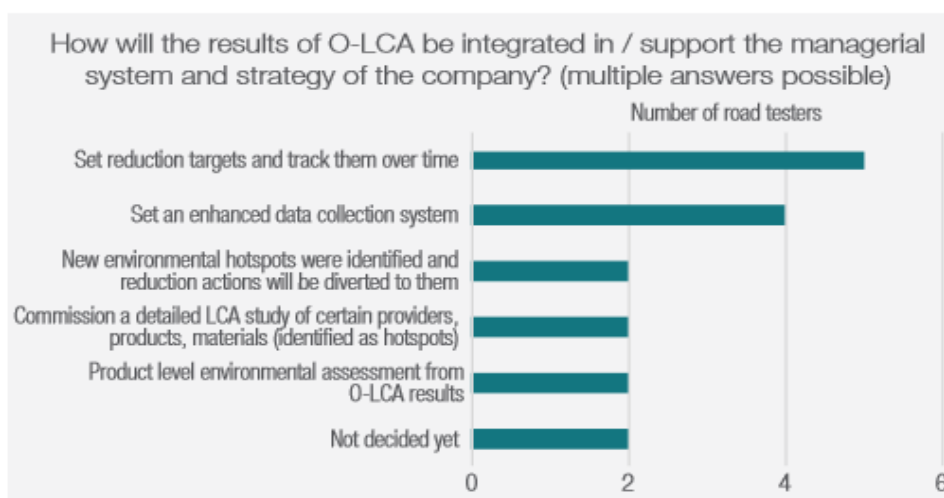 How will the results of O-LCA be integrated in / support the managerial
system and strategy of the company? (multiple answers possible)
Number of road testers
Set reduction targets and track them over time
Set an enhanced data collection system
New environmental hotspots were identified and
reduction actions will be diverted to them
Commission a detailed LCA study of certain providers,
products, materials (identified as hotspots)
Product level environmental assessment from
O-LCA results
Not decided yet
0 2 4 6